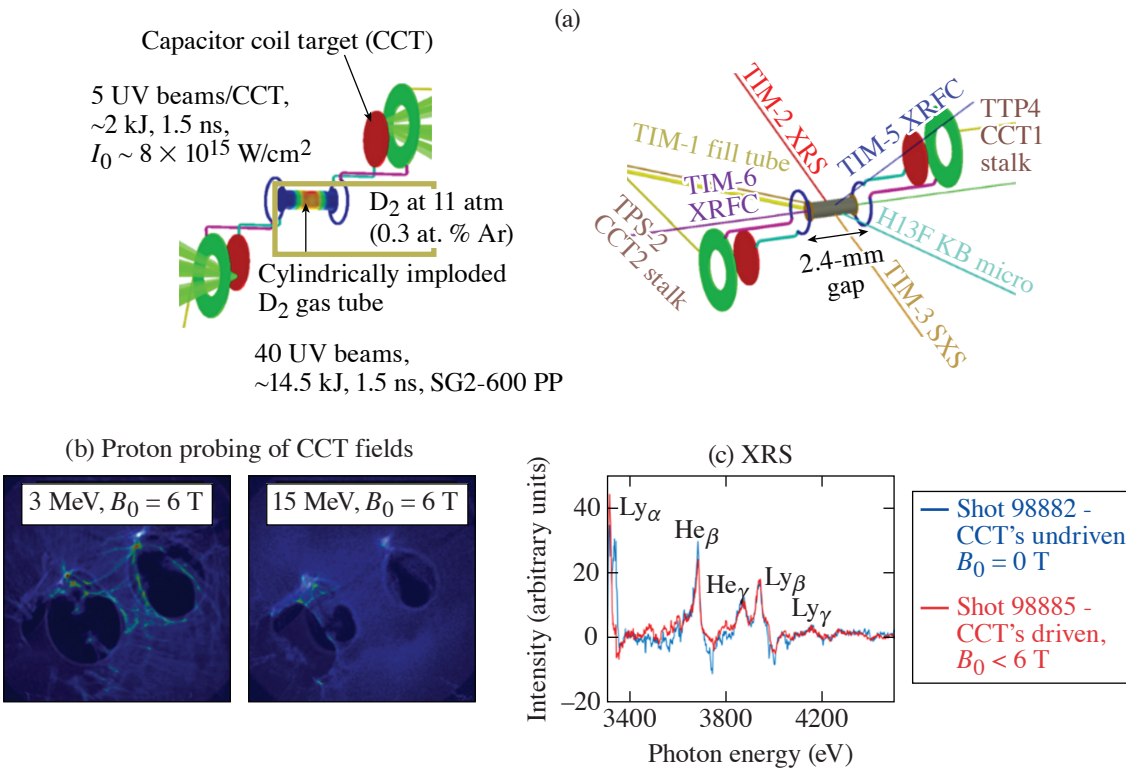 (a)
Capacitor coil target (CCT)
5 UV beams/CCT,
~2 kJ, 1.5 ns,
I₀ ~ 8 × 10¹⁵ W/cm²
D₂ at 11 atm
(0.3 at. % Ar)
Cylindrically imploded
D₂ gas tube
40 UV beams,
~14.5 kJ, 1.5 ns, SG2-600 PP
TIM-2 XRS
TIM-5 XRFC
TTP4
CCT1
stalk
TIM-1 fill tube
TIM-6
XRFC
TPS-2
CCT2 stalk
H13F KB micro
2.4-mm
gap
TIM-3 SXS
(b) Proton probing of CCT fields
3 MeV, B₀ = 6 T
15 MeV, B₀ = 6 T
(c) XRS
Intensity (arbitrary units)
40
20
0
–20
Lyα
Heβ
Heγ
Lyβ
Lyγ
3400
3800
4200
Photon energy (eV)
Shot 98882 -
CCT's undriven,
B₀ = 0 T
Shot 98885 -
CCT's driven,
B₀ < 6 T